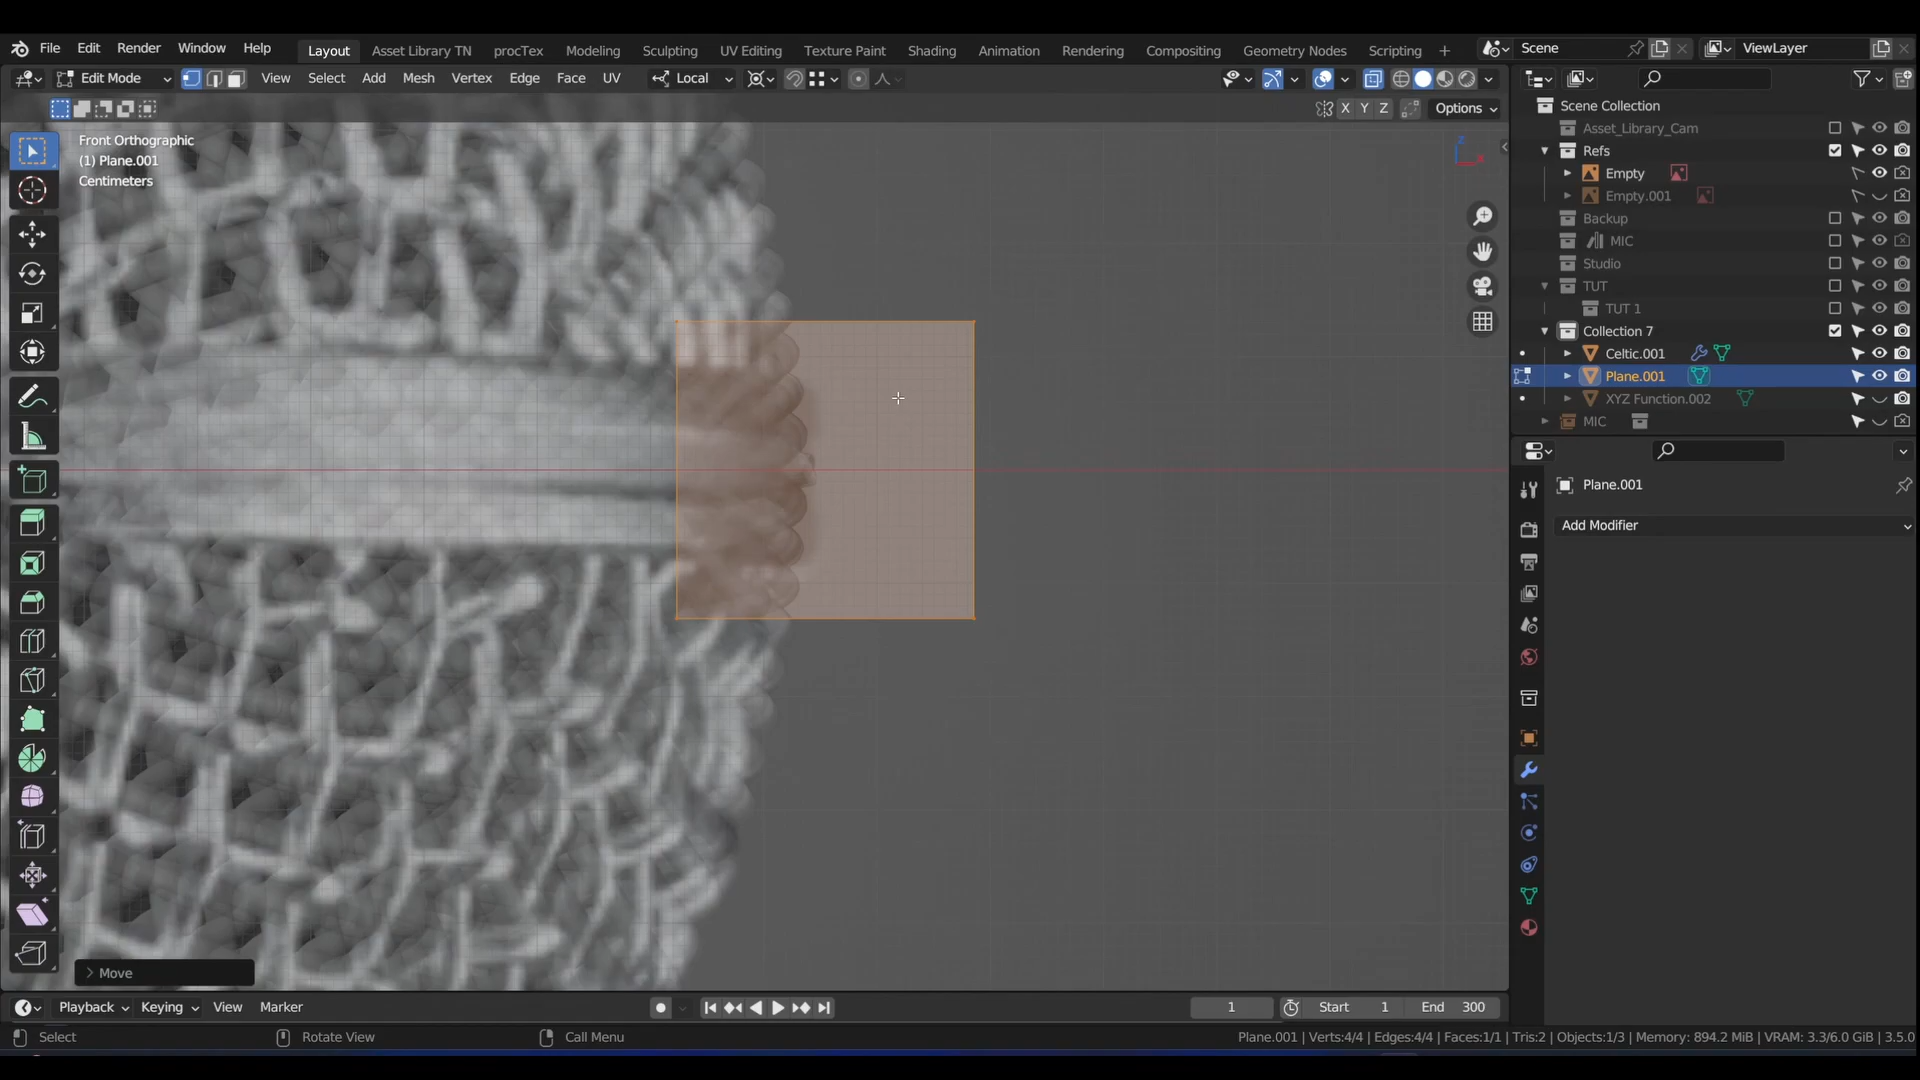 File Edit Render Window Help Layout Asset Library TN procTex Modeling Sculpting UV Editing Texture Paint Shading Animation Rendering Compositing Geometry Nodes Scripting + Scene ViewLayer
Edit Mode View Select Add Mesh Vertex Edge Face UV Local
X Y Z Options
Scene Collection
Asset_Library_Cam
Refs
Empty
Empty.001
Backup
MIC
Studio
TUT
TUT 1
Collection 7
Celtic.001
Plane.001
XYZ Function.002
MIC
Front Orthographic
(1) Plane.001
Centimeters
Z
X
Plane.001
Add Modifier
Move
Playback Keying View Marker 1 Start 1 End 300
Select Rotate View Call Menu Plane.001 | Verts:4/4 | Edges:4/4 | Faces:1/1 | Tris:2 | Objects:1/3 | Memory: 894.2 MiB | VRAM: 3.3/6.0 GiB | 3.5.0